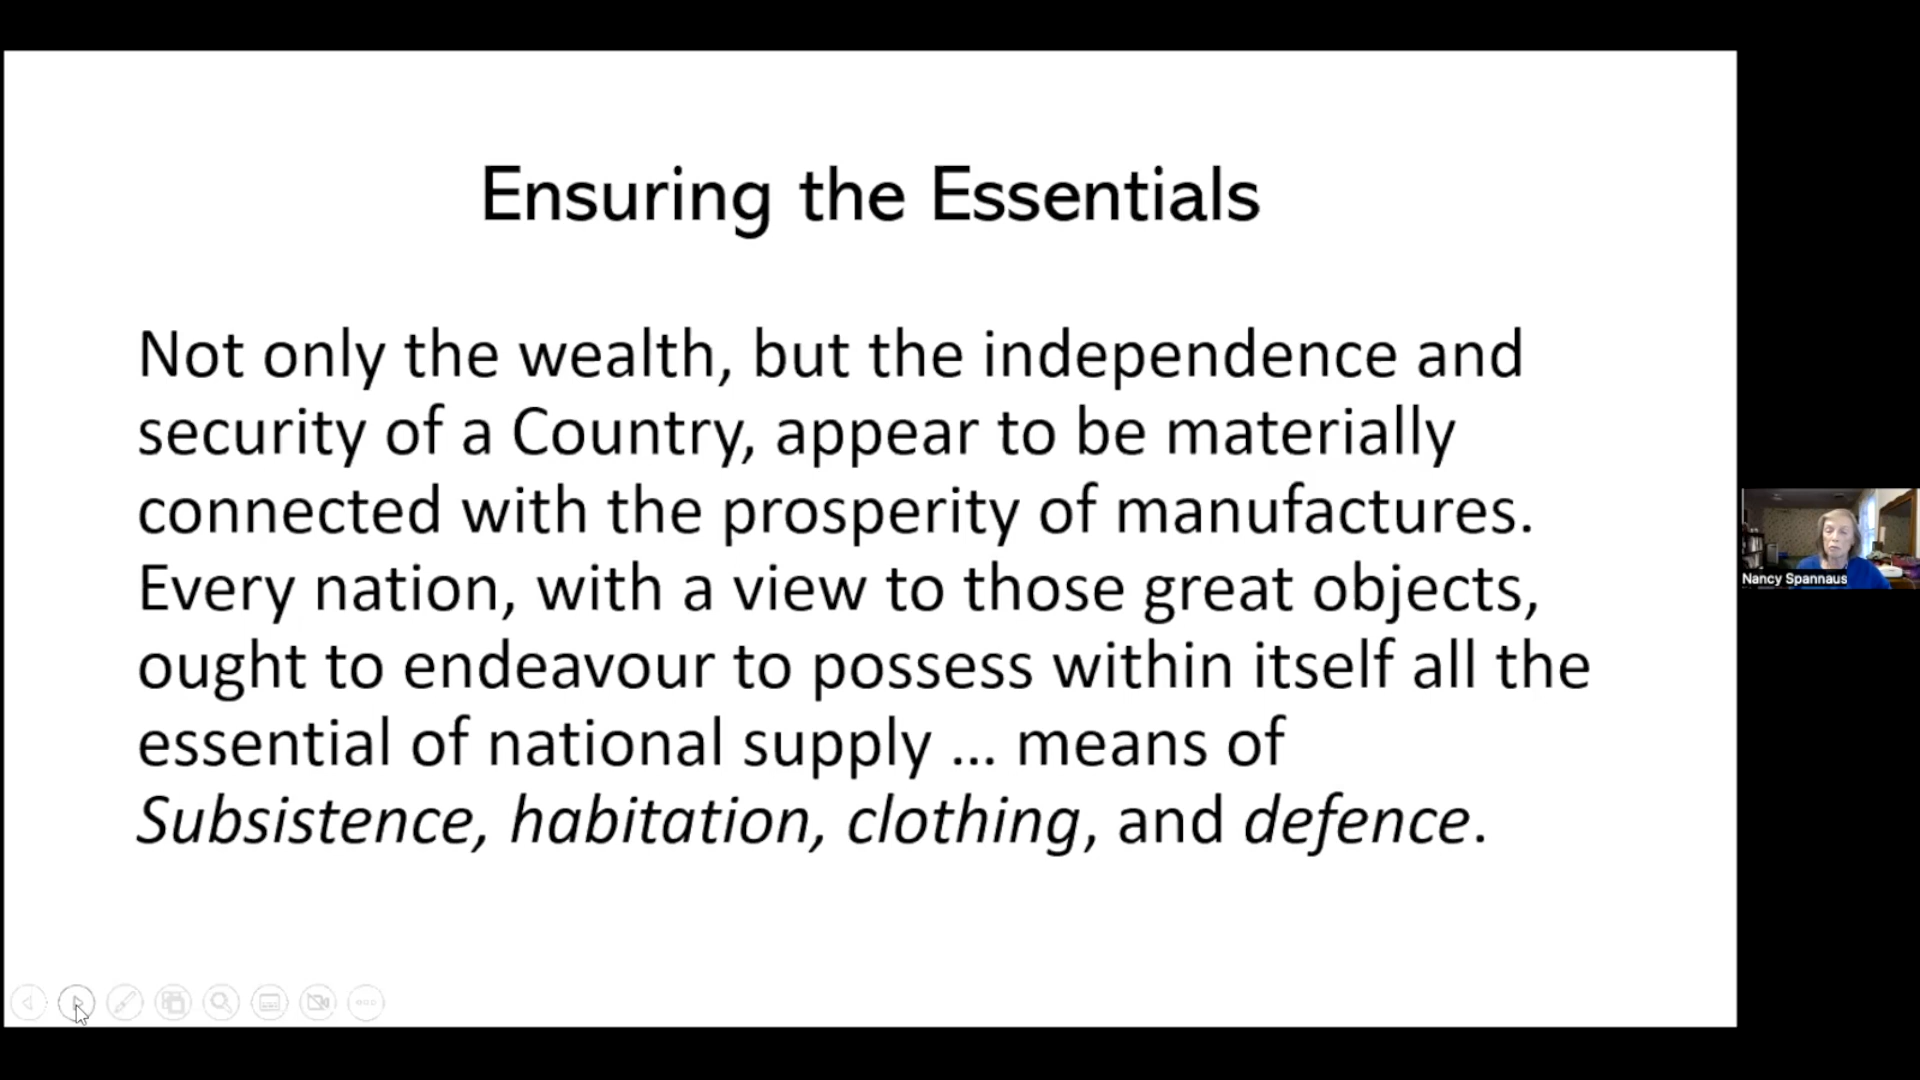 Ensuring the Essentials
Not only the wealth, but the independence and
security of a Country, appear to be materially
connected with the prosperity of manufactures.
Every nation, with a view to those great objects,
ought to endeavour to possess within itself all the
essential of national supply ... means of
Subsistence, habitation, clothing, and defence.
Nancy Spannaus